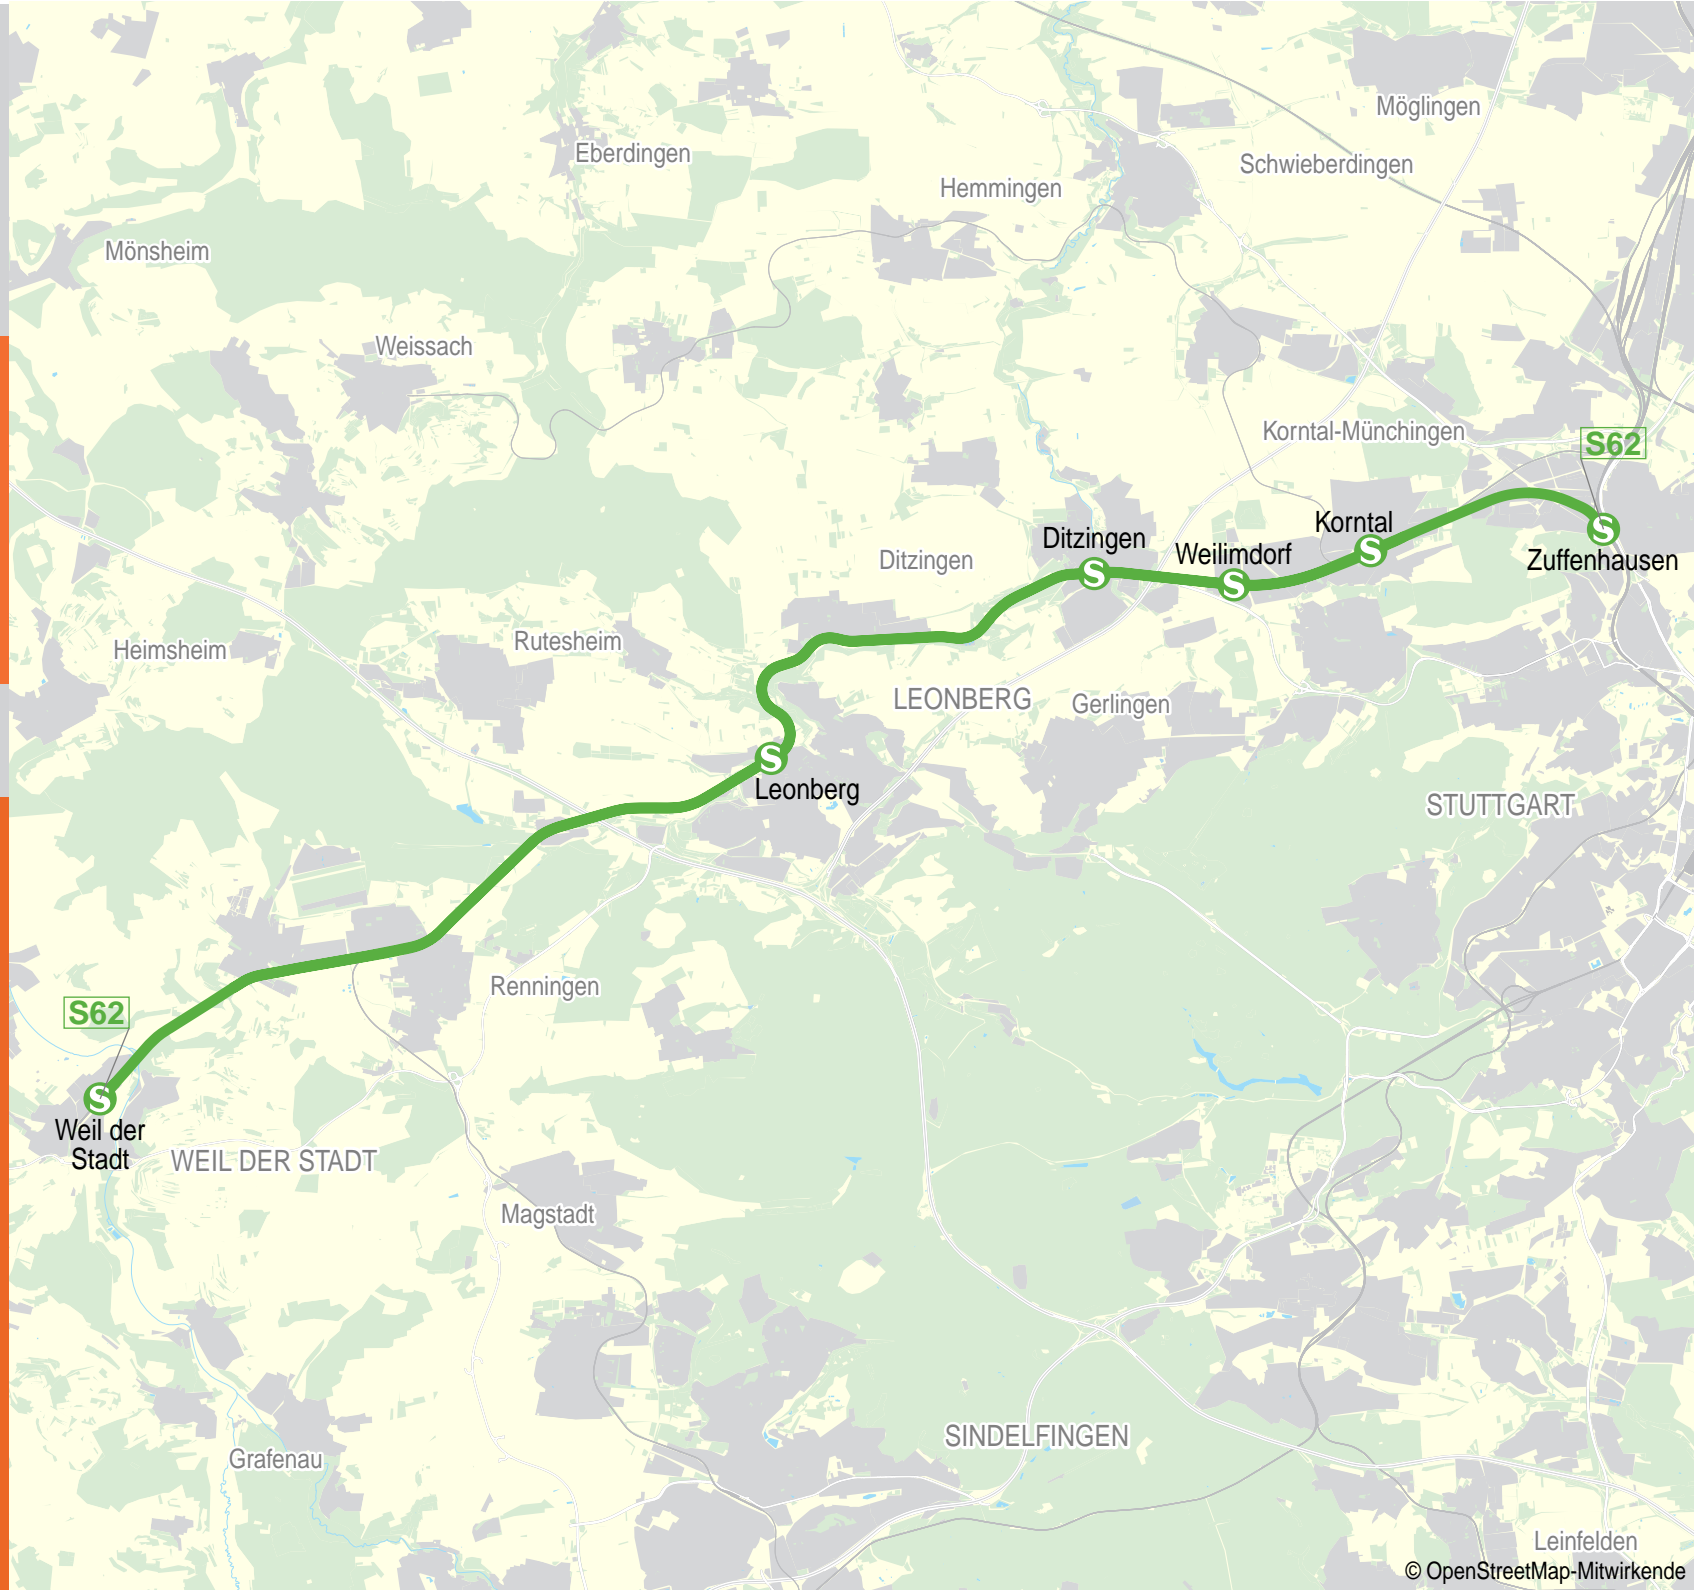 Möglingen
Eberdingen
Schwieberdingen
Hemmingen
Mönsheim
Weissach
Korntal-Münchingen
S62
S
Korntal
S
Ditzingen
S
Weilimdorf
S
Zuffenhausen
S
Ditzingen
Heimsheim
Rutesheim
LEONBERG
Gerlingen
S
Leonberg
STUTTGART
Renningen
S62
S
Weil der
Stadt
WEIL DER STADT
Magstadt
SINDELFINGEN
Grafenau
Leinfelden
© OpenStreetMap-Mitwirkende